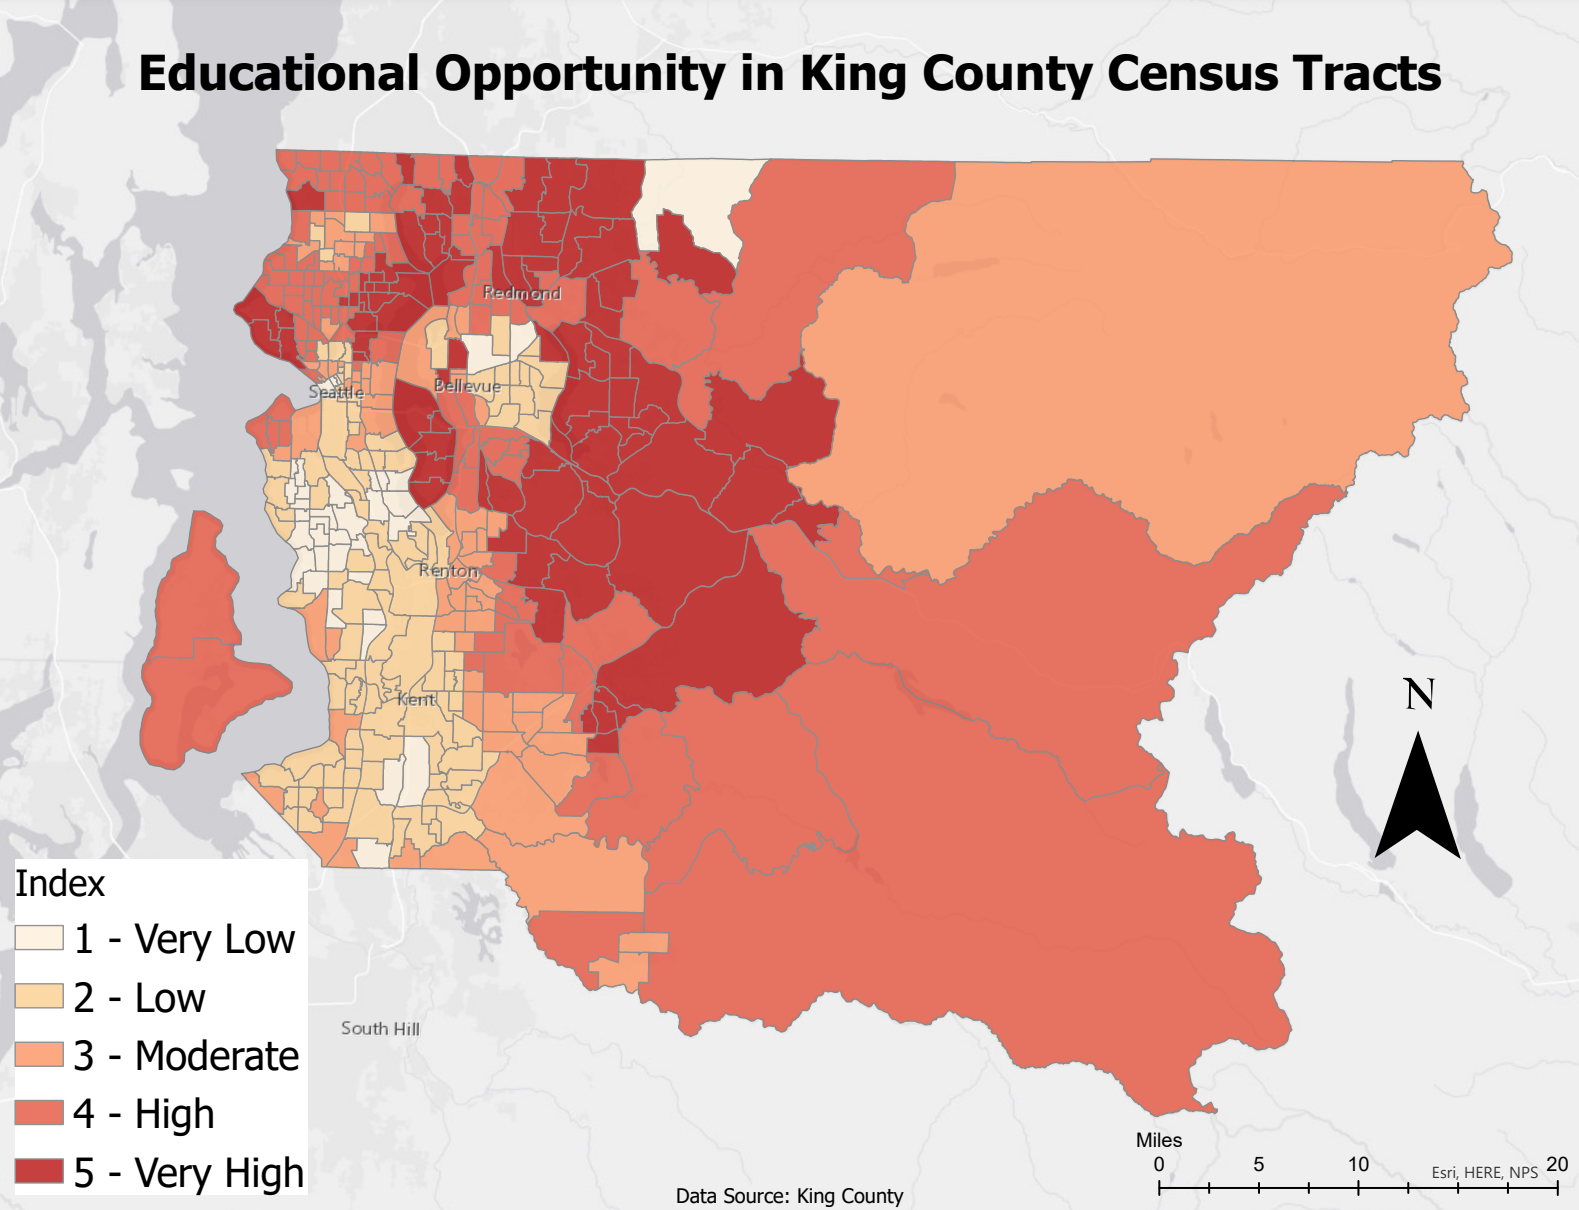 Educational Opportunity in King County Census Tracts
Redmond
Bellevue
Seattle
Renton
Kent
N
Index
1 - Very Low
2 - Low
3 - Moderate
4 - High
5 - Very High
South Hill
Miles
0 5 10 20
Esri, HERE, NPS
Data Source: King County